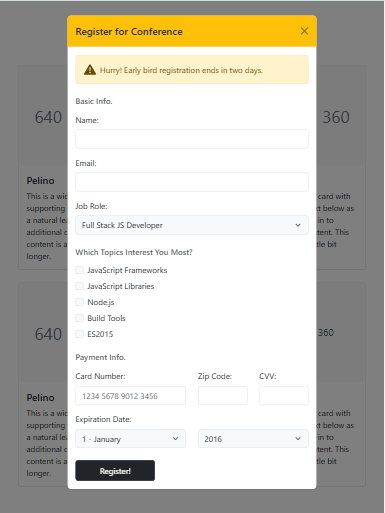 Register for Conference
Hurry! Early bird registration ends in two days.
Basic Info.
Name:
Email:
Job Role:
Full Stack JS Developer
Which Topics Interest You Most?
JavaScript Frameworks
JavaScript Libraries
Node.js
Build Tools
ES2015
Payment Info.
Card Number: Zip Code: CVV:
1234 5678 9012 3456
Expiration Date:
1 - January 2016
Register!
640 360
Pelino
This is a wid card with
supporting t below as
a natural lea in to
additional c ntent. This
content is a tle bit
longer.
640 360
Pelino
This is a wid card with
supporting t below as
a natural lea in to
additional c ntent. This
content is a tle bit
longer.